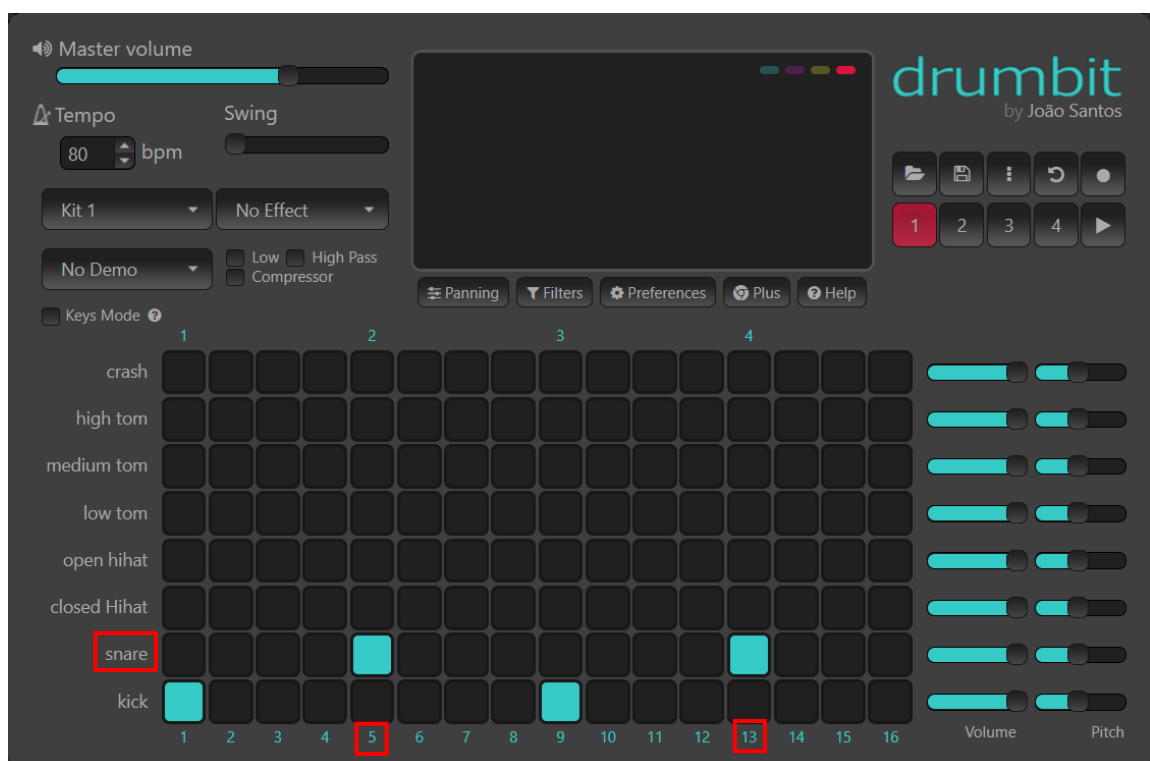 Master volume
Tempo
Swing
80 bpm
Kit 1
No Effect
No Demo
Low High Pass
Compressor
Keys Mode
Panning Filters Preferences Plus Help
drumbit
by João Santos
1 2 3 4
1 2 3 4
crash
high tom
medium tom
low tom
open hihat
closed Hihat
snare
kick
1 2 3 4 5 6 7 8 9 10 11 12 13 14 15 16
Volume Pitch